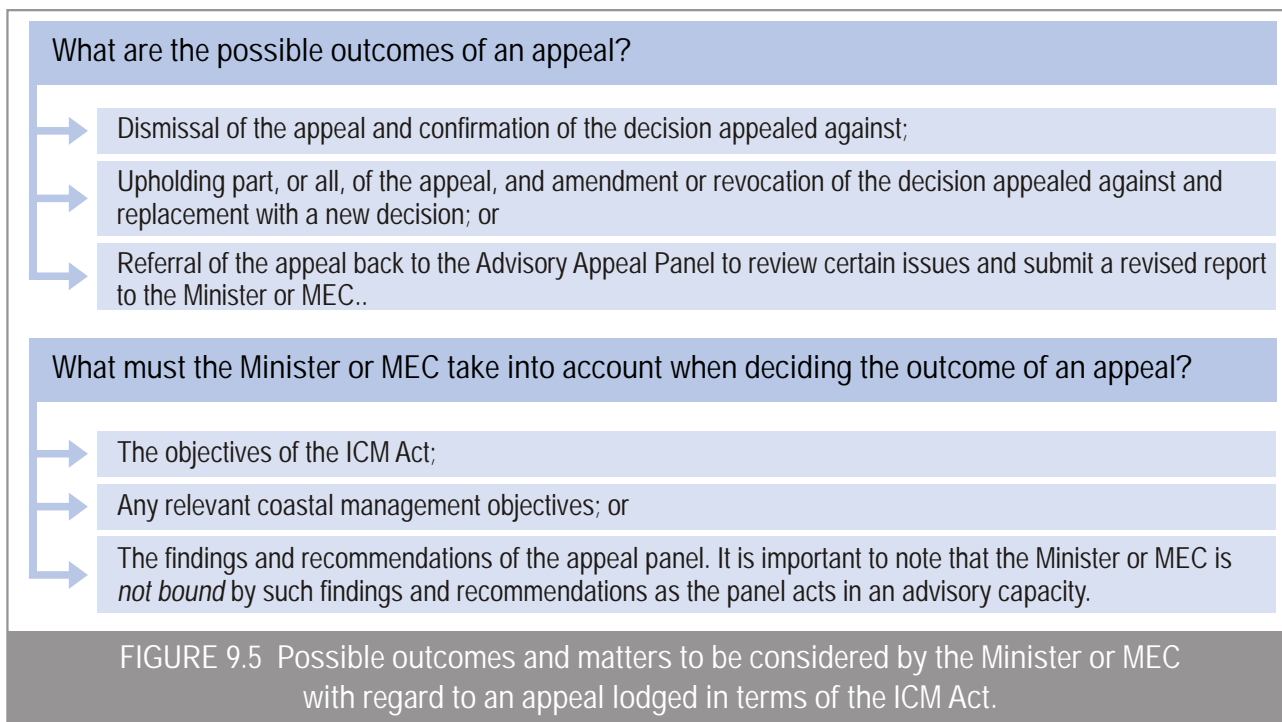 What are the possible outcomes of an appeal?
Dismissal of the appeal and confirmation of the decision appealed against;
Upholding part, or all, of the appeal, and amendment or revocation of the decision appealed against and
replacement with a new decision; or
Referral of the appeal back to the Advisory Appeal Panel to review certain issues and submit a revised report
to the Minister or MEC..
What must the Minister or MEC take into account when deciding the outcome of an appeal?
The objectives of the ICM Act;
Any relevant coastal management objectives; or
The findings and recommendations of the appeal panel. It is important to note that the Minister or MEC is
not bound by such findings and recommendations as the panel acts in an advisory capacity.
FIGURE 9.5 Possible outcomes and matters to be considered by the Minister or MEC
with regard to an appeal lodged in terms of the ICM Act.